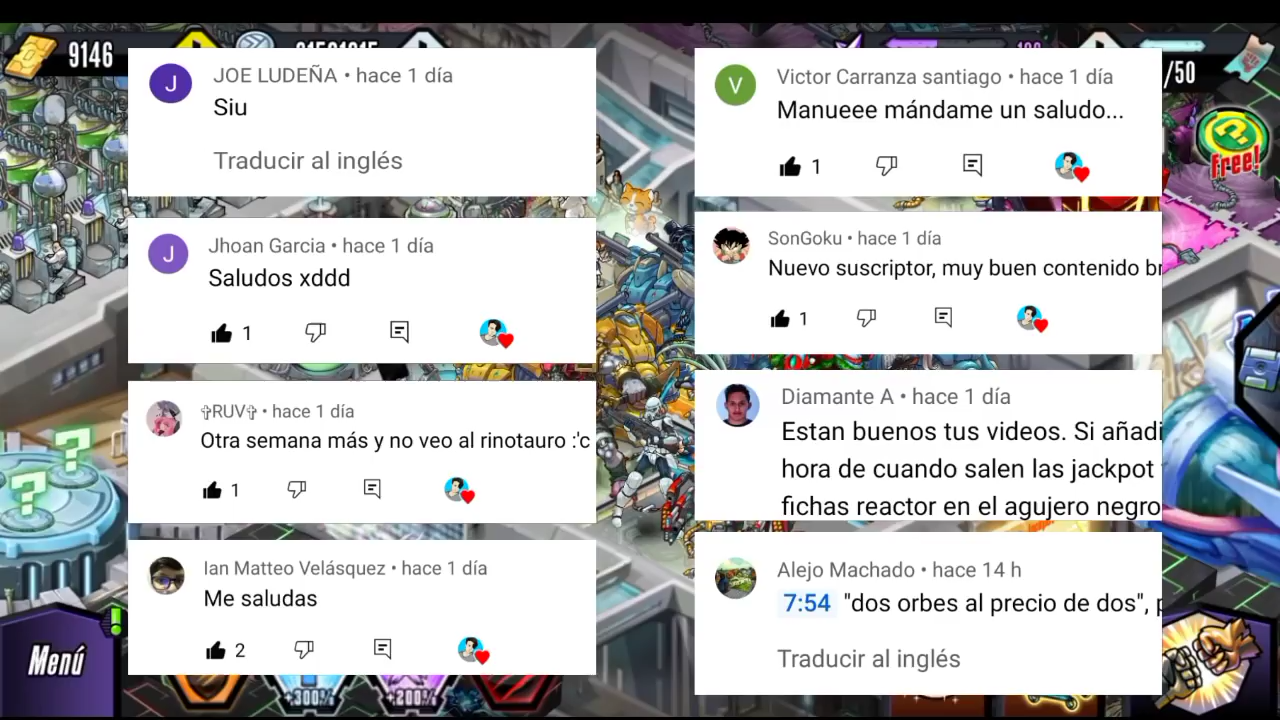 9146
/50
Free!
JOE LUDEÑA • hace 1 día
Siu
Traducir al inglés
Jhoan Garcia • hace 1 día
Saludos xddd
1
✞RUV✞ • hace 1 día
Otra semana más y no veo al rinotauro :'c
1
Ian Matteo Velásquez • hace 1 día
Me saludas
2
Victor Carranza santiago • hace 1 día
Manueee mándame un saludo...
1
SonGoku • hace 1 día
Nuevo suscriptor, muy buen contenido br
1
Diamante A • hace 1 día
Estan buenos tus videos. Si añadi
hora de cuando salen las jackpot
fichas reactor en el agujero negro
Alejo Machado • hace 14 h
7:54 "dos orbes al precio de dos", p
Traducir al inglés
Menú
+300%
+200%